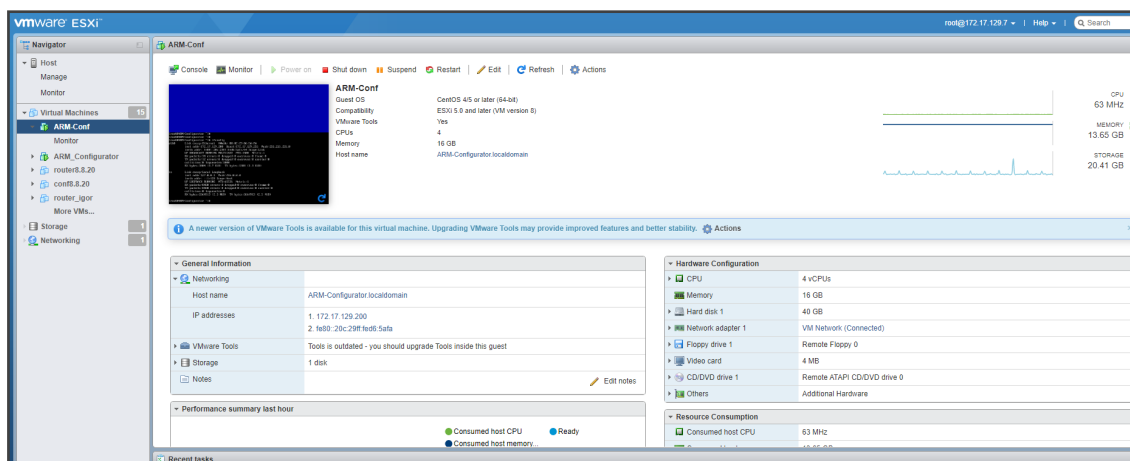 vmware ESXi™
root@172.17.129.7
Help
Search
Navigator
Host
Manage
Monitor
Virtual Machines
15
ARM-Conf
Monitor
ARM_Configurator
router8.8.20
conf8.8.20
router_igor
More VMs...
Storage
1
Networking
1
ARM-Conf
Console
Monitor
Power on
Shut down
Suspend
Restart
Edit
Refresh
Actions
ARM-Conf
Guest OS CentOS 4/5 or later (64-bit)
Compatibility ESXi 5.0 and later (VM version 8)
VMware Tools Yes
CPUs 4
Memory 16 GB
Host name ARM-Configurator.localdomain
CPU
63 MHz
MEMORY
13.65 GB
STORAGE
20.41 GB
A newer version of VMware Tools is available for this virtual machine. Upgrading VMware Tools may provide improved features and better stability. Actions
General Information
Networking
Host name ARM-Configurator.localdomain
IP addresses 1. 172.17.129.200
2. fe80::20c:29ff:fed6:5afa
VMware Tools Tools is outdated - you should upgrade Tools inside this guest
Storage 1 disk
Notes Edit notes
Performance summary last hour
Consumed host CPU Ready
Consumed host memory...
Hardware Configuration
CPU 4 vCPUs
Memory 16 GB
Hard disk 1 40 GB
Network adapter 1 VM Network (Connected)
Floppy drive 1 Remote Floppy 0
Video card 4 MB
CD/DVD drive 1 Remote ATAPI CD/DVD drive 0
Others Additional Hardware
Resource Consumption
Consumed host CPU 63 MHz
Recent tasks